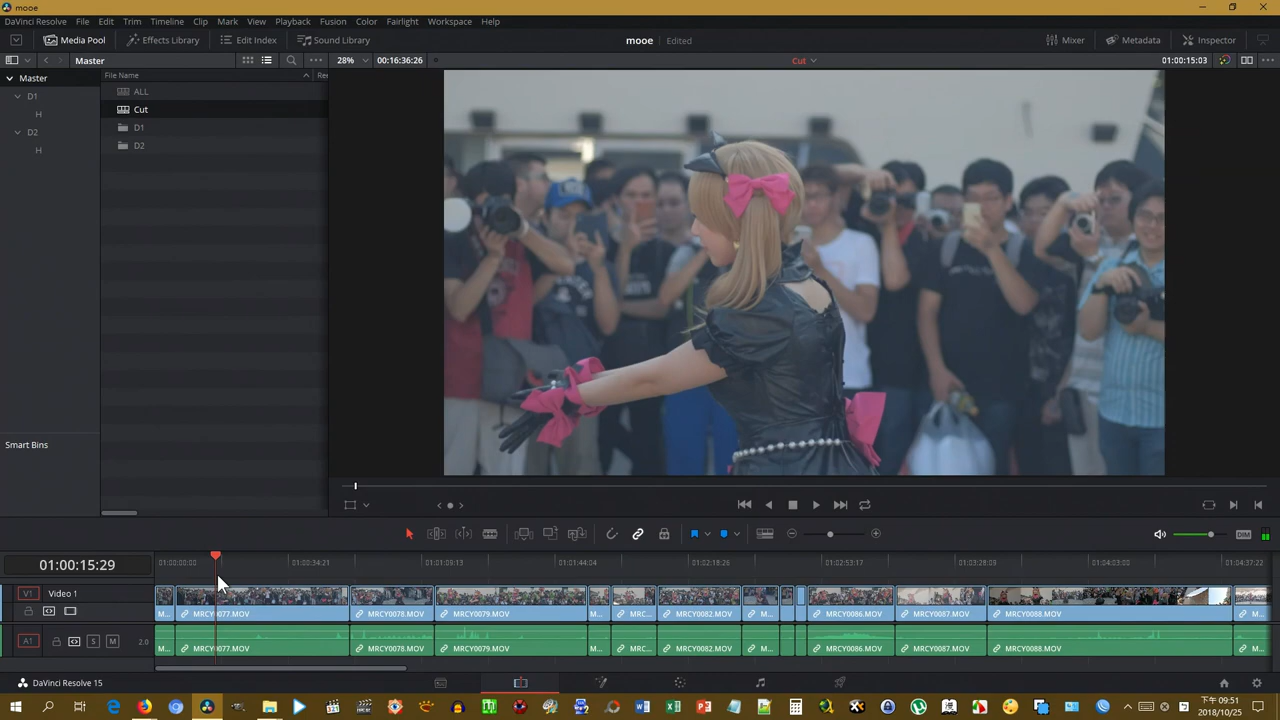 mooe
DaVinci Resolve File Edit Trim Timeline Clip Mark View Playback Fusion Color Fairlight Workspace Help
Media Pool Effects Library Edit Index Sound Library mooe Edited Mixer Metadata Inspector
Master 28% 00:16:36:26 Cut 01:00:15:03
Master File Name Re
ALL
D1
Cut
H
D1
D2
D2
H
Smart Bins
DIM
01:00:15:29 01:00:00:00 01:00:34:21 01:01:09:13 01:01:44:04 01:02:18:26 01:02:53:17 01:03:28:09 01:04:03:00 01:04:37:22
V1 Video 1
M... MRCY0077.MOV MRCY0078.MOV MRCY0079.MOV M... MRC... MRCY0082.MOV M... MRCY0086.MOV MRCY0087.MOV MRCY0088.MOV M...
A1 S M 2.0 M... MRCY0077.MOV MRCY0078.MOV MRCY0079.MOV M... MRC... MRCY0082.MOV M... MRCY0086.MOV MRCY0087.MOV MRCY0088.MOV M...
DaVinci Resolve 15
下午 09:51
2018/10/25